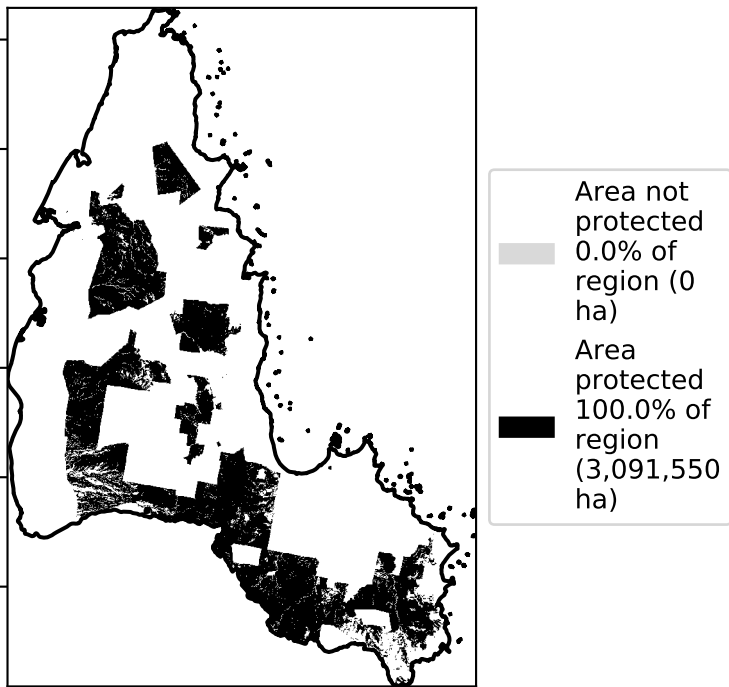 Area not
protected
0.0% of
region (0
ha)
Area
protected
100.0% of
region
(3,091,550
ha)